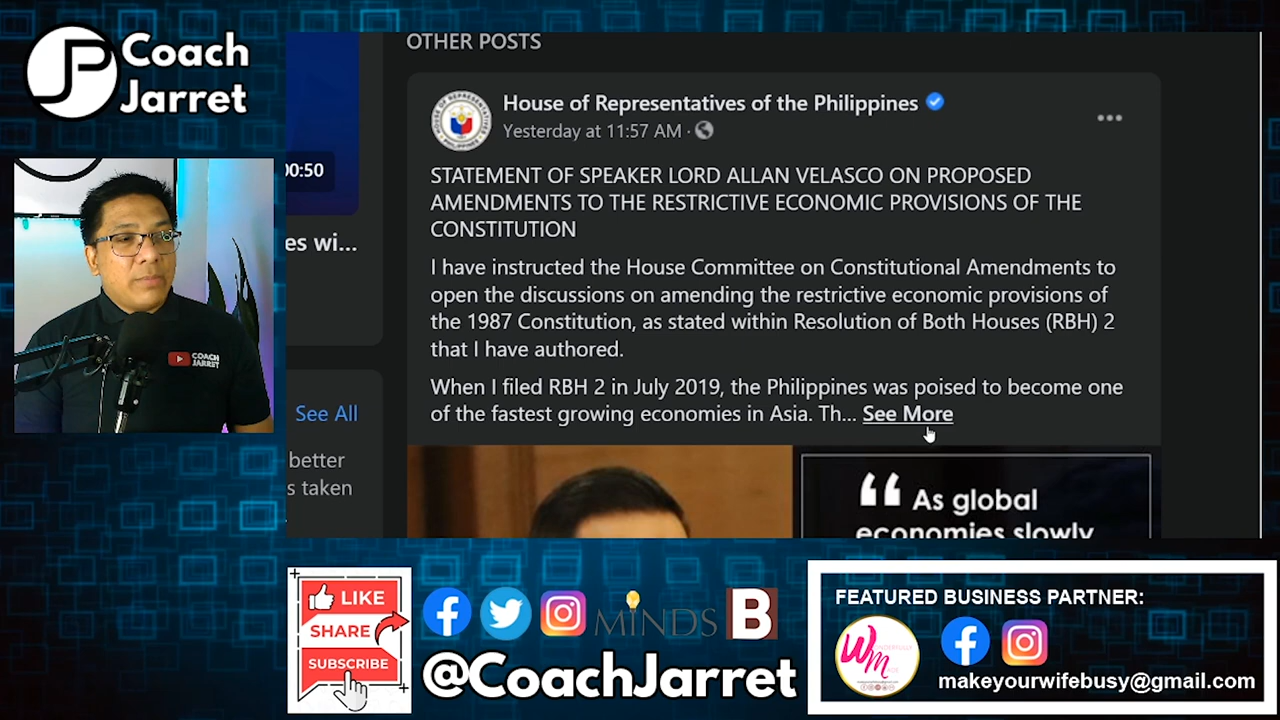 Coach
Jarret
OTHER POSTS
House of Representatives of the Philippines
Yesterday at 11:57 AM ·
00:50
STATEMENT OF SPEAKER LORD ALLAN VELASCO ON PROPOSED
AMENDMENTS TO THE RESTRICTIVE ECONOMIC PROVISIONS OF THE
CONSTITUTION
es wi...
I have instructed the House Committee on Constitutional Amendments to
open the discussions on amending the restrictive economic provisions of
the 1987 Constitution, as stated within Resolution of Both Houses (RBH) 2
that I have authored.
COACH
JARRET
When I filed RBH 2 in July 2019, the Philippines was poised to become one
of the fastest growing economies in Asia. Th... See More
See All
better
s taken
“ As global
economies slowly
LIKE
SHARE
SUBSCRIBE
MINDS
B
@CoachJarret
FEATURED BUSINESS PARTNER:
WM
makeyourwifebusy@gmail.com